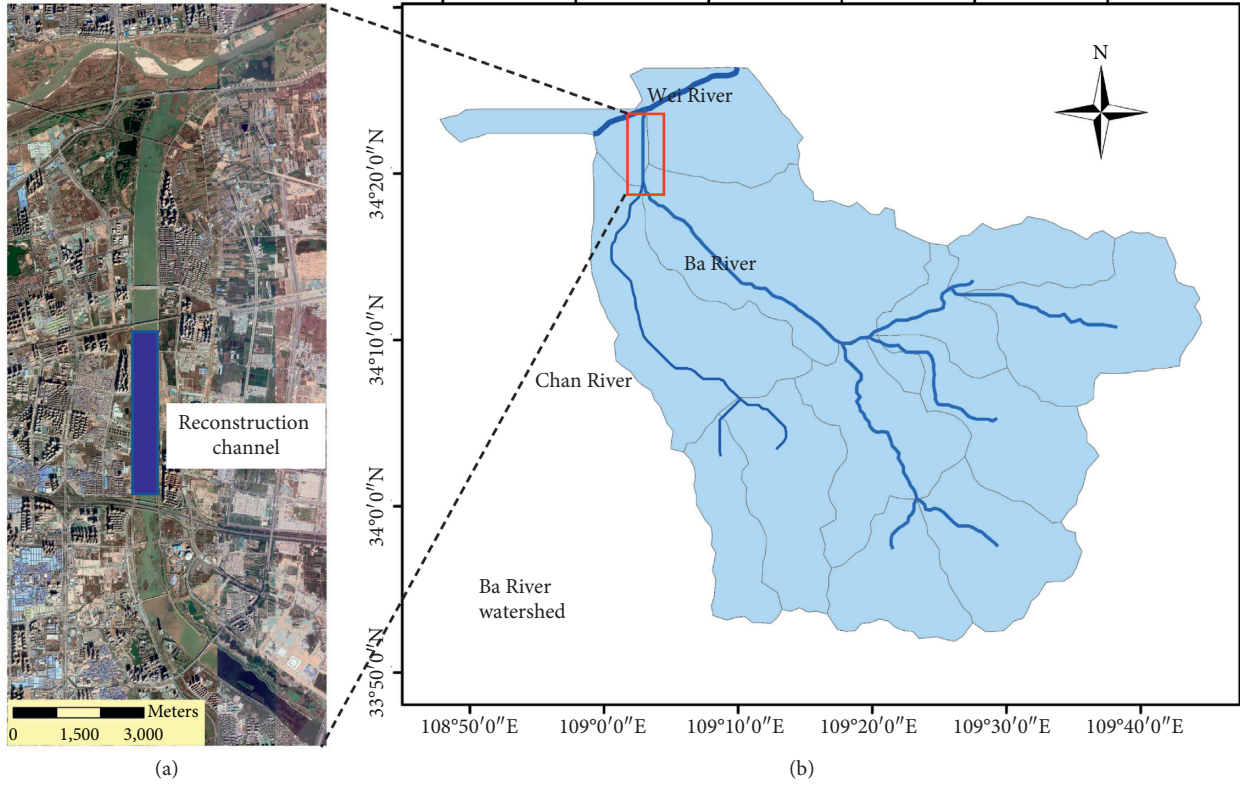 Reconstruction
channel
Meters
0 1,500 3,000
(a)
N
Wei River
Ba River
Chan River
Ba River
watershed
34°20′0″N
34°10′0″N
34°0′0″N
33°50′0″N
108°50′0″E 109°0′0″E 109°10′0″E 109°20′0″E 109°30′0″E 109°40′0″E
(b)